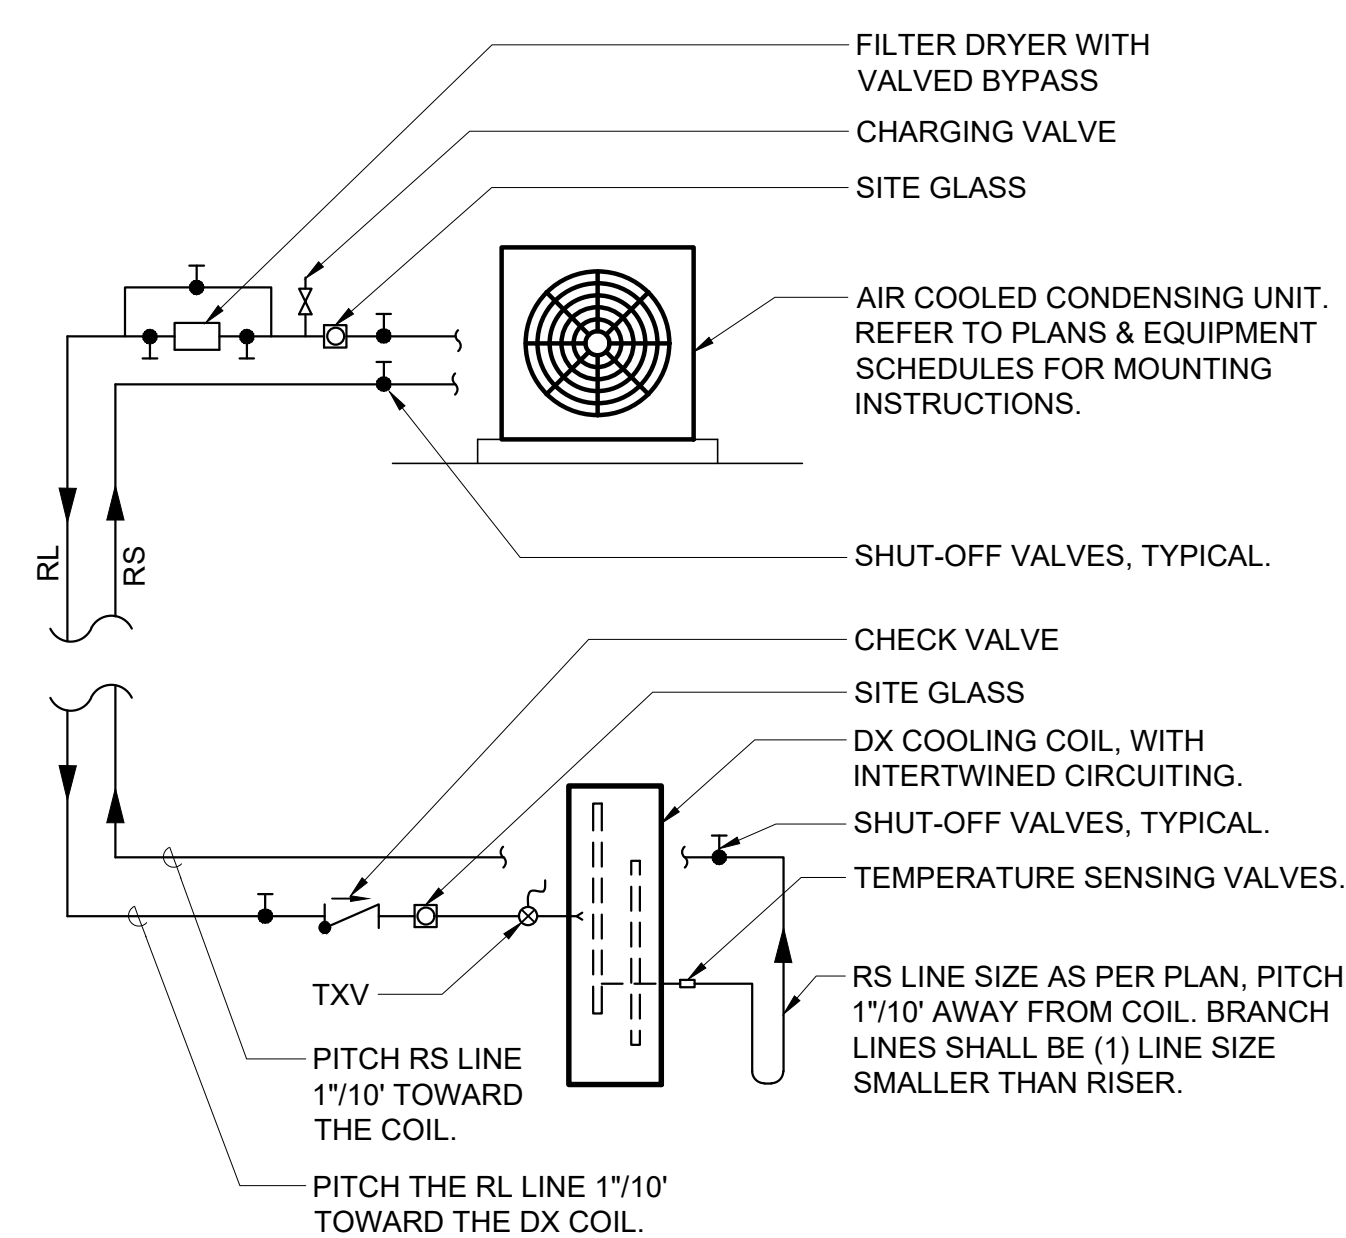 FILTER DRYER WITH
VALVED BYPASS
CHARGING VALVE
SITE GLASS
AIR COOLED CONDENSING UNIT.
REFER TO PLANS & EQUIPMENT
SCHEDULES FOR MOUNTING
INSTRUCTIONS.
RL
RS
SHUT-OFF VALVES, TYPICAL.
CHECK VALVE
SITE GLASS
DX COOLING COIL, WITH
INTERTWINED CIRCUITING.
SHUT-OFF VALVES, TYPICAL.
TEMPERATURE SENSING VALVES.
RS LINE SIZE AS PER PLAN, PITCH
1"/10' AWAY FROM COIL. BRANCH
LINES SHALL BE (1) LINE SIZE
SMALLER THAN RISER.
TXV
PITCH RS LINE
1"/10' TOWARD
THE COIL.
PITCH THE RL LINE 1"/10'
TOWARD THE DX COIL.